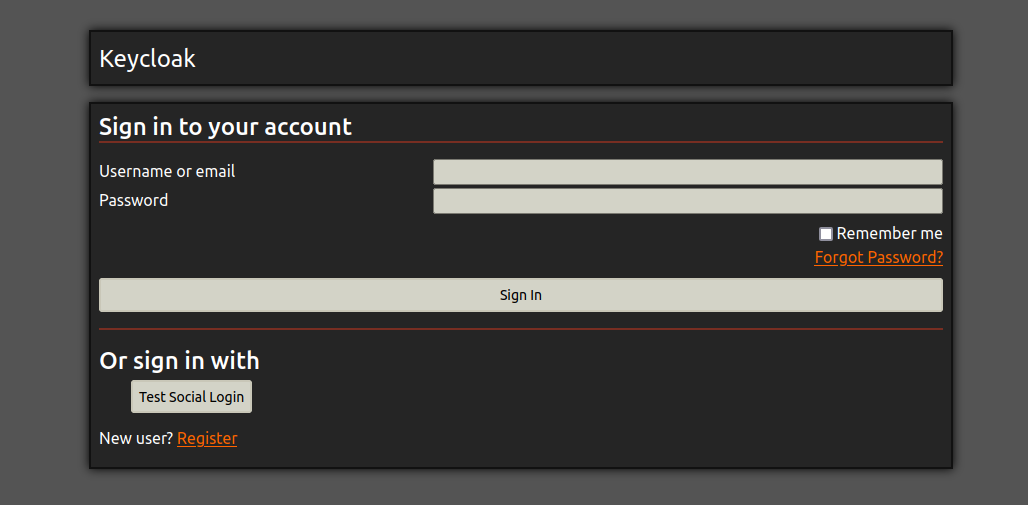 Keycloak
Sign in to your account
Username or email
Password
Remember me
Forgot Password?
Sign In
Or sign in with
Test Social Login
New user? Register